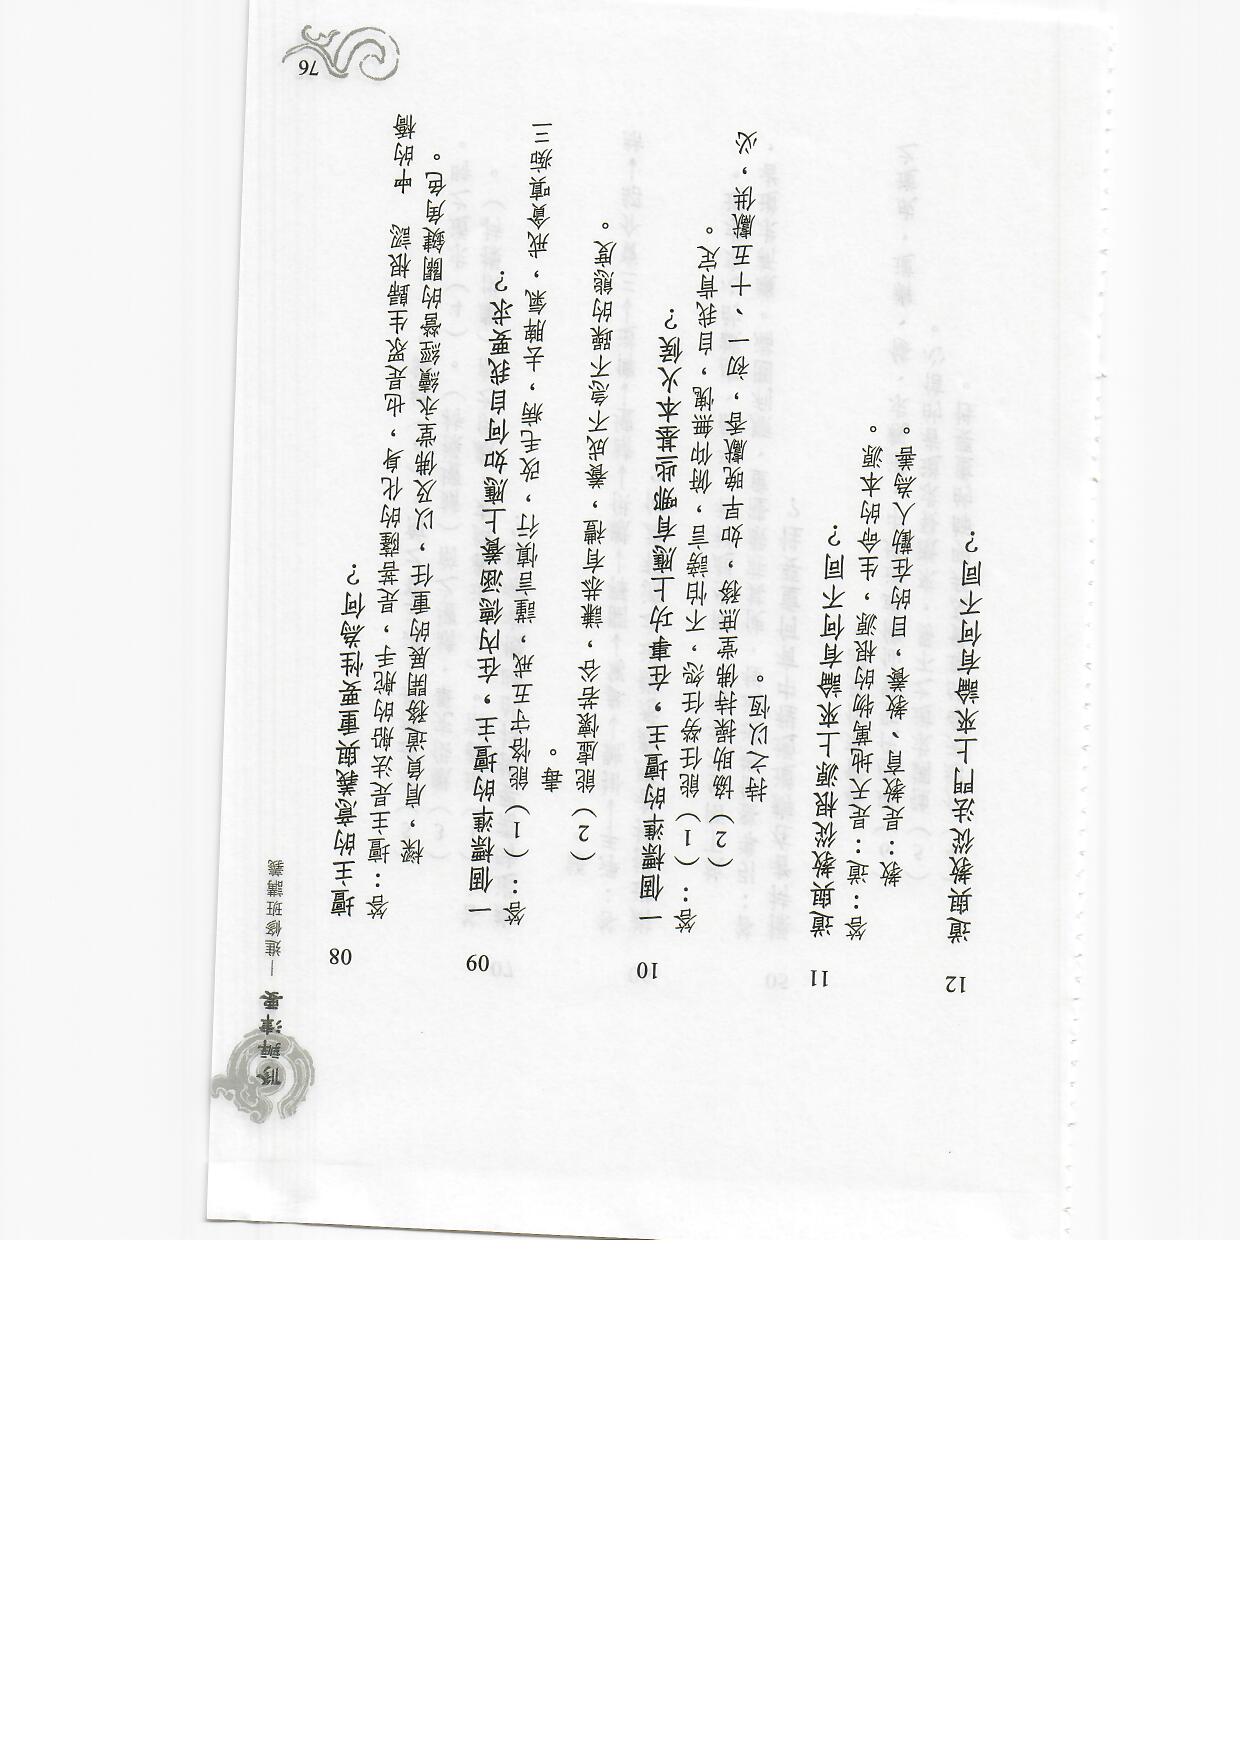 修辦津要 —進修班講義
08 壇主的意義與重要性為何？
答：壇主是法船的舵手，是菩薩的化身，也是眾生歸根認　中的橋
樑，肩負道務開展的重任，以及佛堂永續經營的關鍵角色。
09 一個標準的壇主，在內德涵養上應如何自我要求？
答：（1）能恪守五戒，謹言慎行，改毛病，去脾氣，戒貪嗔痴三
毒。
（2）能虛懷若谷，謙恭有禮，養成不急不躁的態度。
10 一個標準的壇主，在事功上應有哪些基本火候？
答：（1）能任勞任怨，不怕謗言，俯仰無愧，自我肯定。
（2）協助操持佛堂庶務，如早晚獻香，初一、十五獻供，必
持之以恆。
11 道與教從根源上來論有何不同？
答：道：是天地萬物的根源，生命的本源。
教：是教育、教養，目的在勸人為善。
12 道與教從法門上來論有何不同？
76